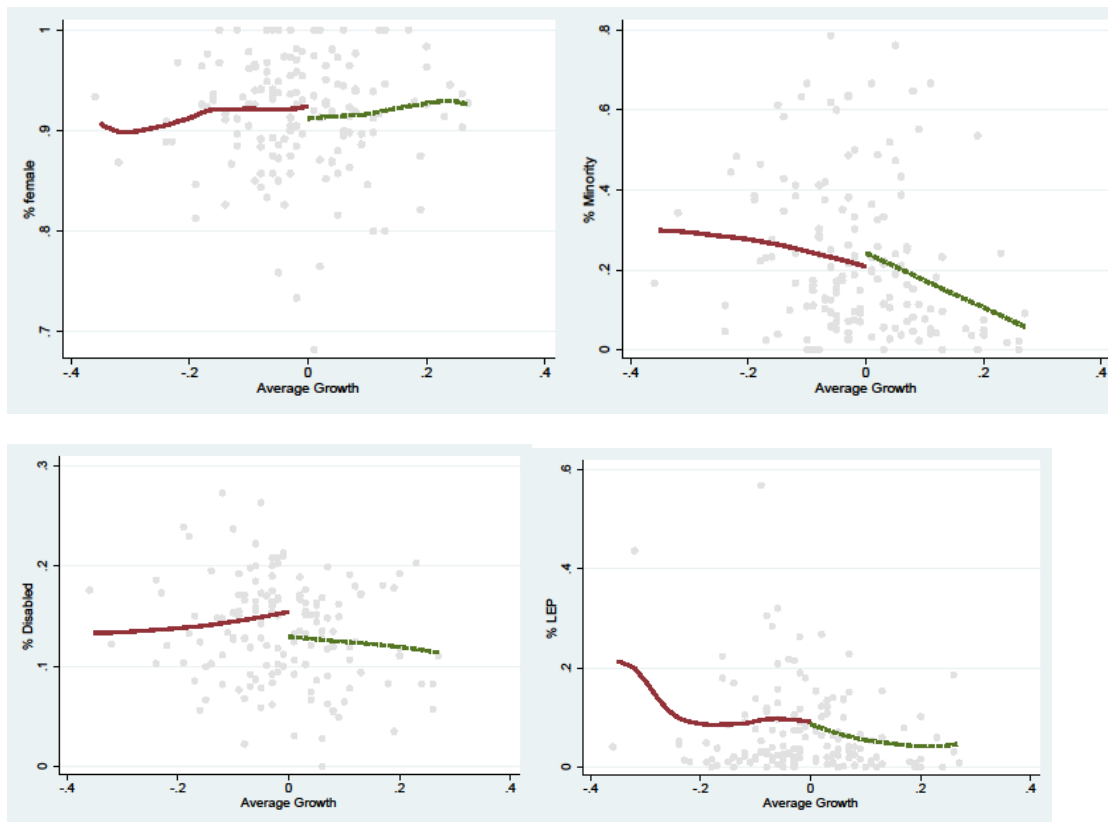 1
.9
.8
.7
% female
-.4 -.2 0 .2 .4
Average Growth
.8
.6
.4
.2
0
% Minority
-.4 -.2 0 .2 .4
Average Growth
.3
.2
.1
0
% Disabled
-.4 -.2 0 .2 .4
Average Growth
.6
.4
.2
0
% LEP
-.4 -.2 0 .2 .4
Average Growth